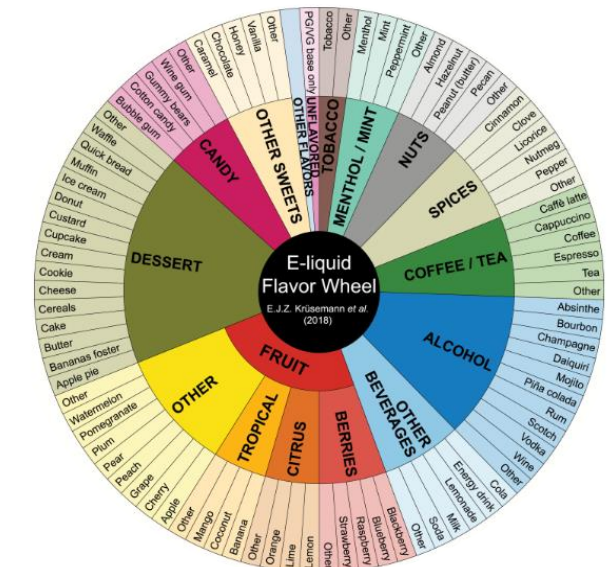 E-liquid
Flavor Wheel
E.J.Z. Krüsemann et al.
(2018)
UNFLAVORED
PG/VG base only
TOBACCO
Tobacco
Other
MENTHOL / MINT
Menthol
Mint
Peppermint
Other
NUTS
Almond
Hazelnut
Peanut (butter)
Pecan
Other
SPICES
Cinnamon
Clove
Licorice
Nutmeg
Pepper
Other
COFFEE / TEA
Caffè latte
Cappuccino
Coffee
Espresso
Tea
Other
ALCOHOL
Absinthe
Bourbon
Champagne
Daiquiri
Mojito
Piña colada
Rum
Scotch
Vodka
Wine
Other
OTHER
BEVERAGES
Cola
Energy drink
Lemonade
Milk
Soda
Other
FRUIT
BERRIES
Blackberry
Blueberry
Raspberry
Strawberry
Other
CITRUS
Lemon
Lime
Orange
Other
TROPICAL
Banana
Coconut
Mango
Other
OTHER
Apple
Cherry
Grape
Peach
Pear
Plum
Pomegranate
Watermelon
Other
DESSERT
Apple pie
Bananas foster
Butter
Cake
Cereals
Cheese
Cookie
Cream
Cupcake
Custard
Donut
Ice cream
Muffin
Quick bread
Waffle
Other
CANDY
Bubble gum
Cotton candy
Gummy bears
Wine gum
Other
OTHER SWEETS
Caramel
Chocolate
Honey
Vanilla
Other
OTHER FLAVORS